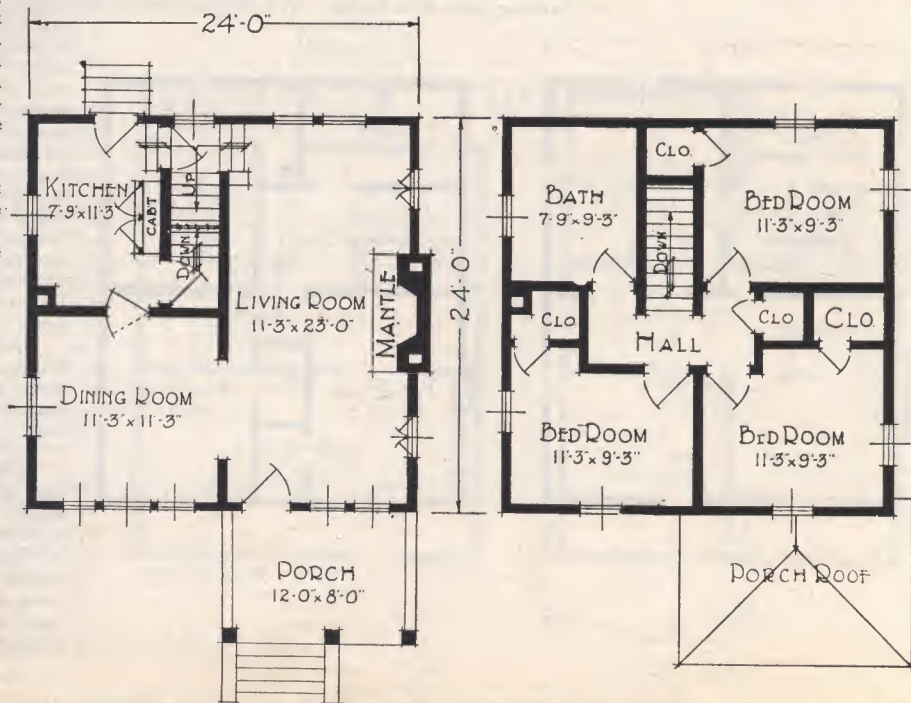 24'-0"
KITCHEN
7'-9"x11'-3"
CABT
UP
DOWN
LIVING ROOM
11'-3"x23'-0"
MANTLE
24'-0"
DINING ROOM
11'-3"x11'-3"
PORCH
12'-0"x8'-0"
CLO.
BATH
7'-9"x9'-3"
BED ROOM
11'-3"x9'-3"
DOWN
CLO
CLO
CLO.
HALL
BED ROOM
11'-3"x9'-3"
BED ROOM
11'-3"x9'-3"
PORCH ROOF